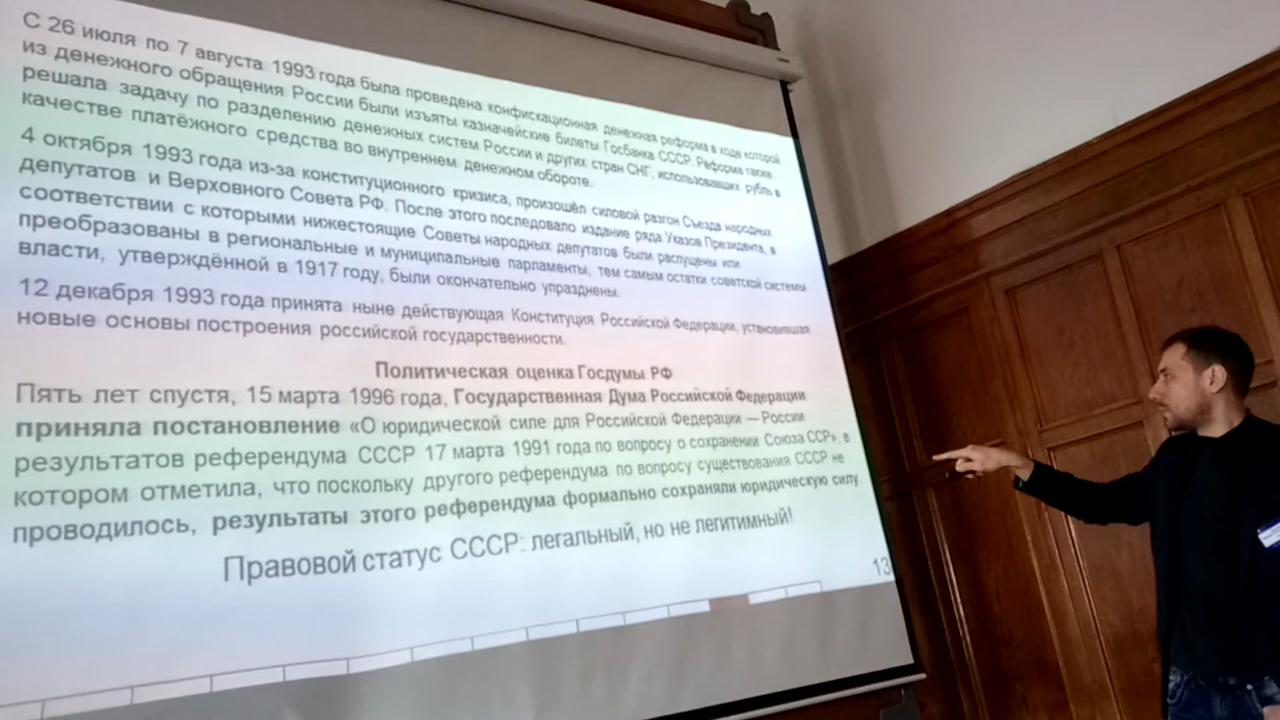 С 26 июля по 7 августа 1993 года была проведена конфискационная денежная реформа в ходе которой
из денежного обращения России были изъяты казначейские билеты Госбанка СССР. Реформа также
решала задачу по разделению денежных систем России и других стран СНГ, использовавших рубль в
качестве платёжного средства во внутреннем денежном обороте.
4 октября 1993 года из-за конституционного кризиса, произошёл силовой разгон Съезда народных
депутатов и Верховного Совета РФ. После этого последовало издание ряда Указов Президента, в
соответствии с которыми нижестоящие Советы народных депутатов были распущены или
преобразованы в региональные и муниципальные парламенты, тем самым остатки советской системы
власти, утверждённой в 1917 году, были окончательно упразднены.
12 декабря 1993 года принята ныне действующая Конституция Российской Федерации, установившая
новые основы построения российской государственности.
Политическая оценка Госдумы РФ
Пять лет спустя, 15 марта 1996 года, Государственная Дума Российской Федерации
приняла постановление «О юридической силе для Российской Федерации — России
результатов референдума СССР 17 марта 1991 года по вопросу о сохранении Союза ССР», в
котором отметила, что поскольку другого референдума по вопросу существования СССР не
проводилось, результаты этого референдума формально сохраняли юридическую силу.
Правовой статус СССР: легальный, но не легитимный!
13